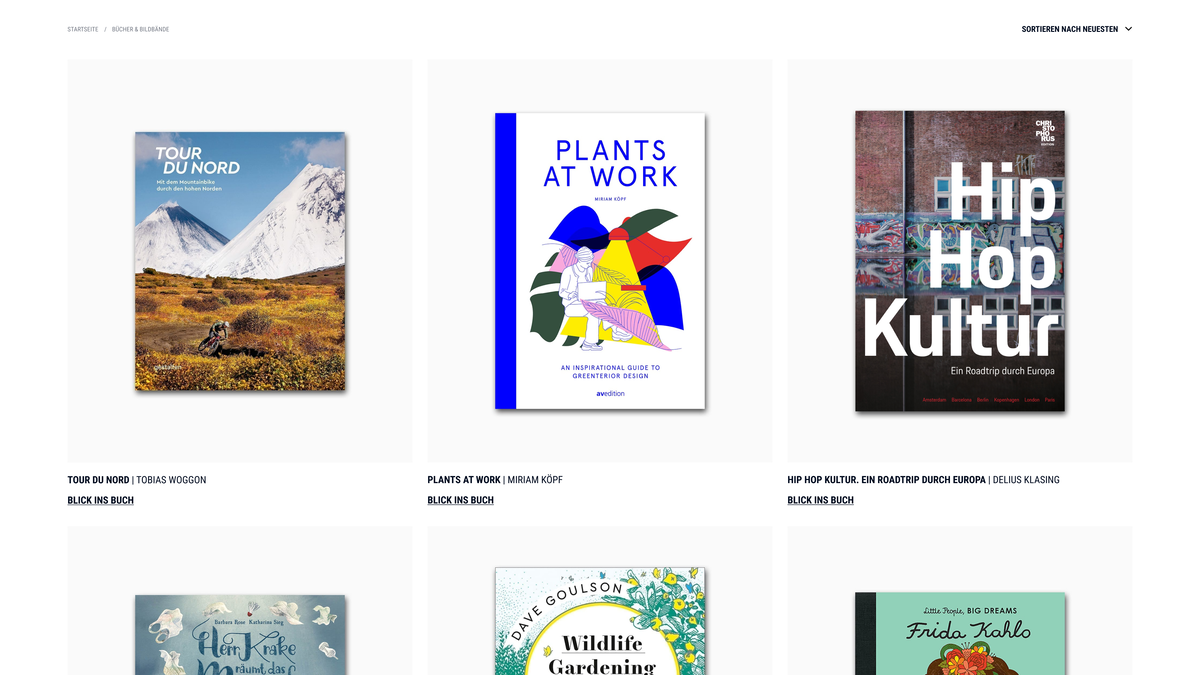 STARTSEITE / BÜCHER & BILDBÄNDE
SORTIEREN NACH NEUESTEN
TOUR
DU NORD
Mit dem Mountainbike
durch den hohen Norden
gestalten
PLANTS
AT WORK
MIRIAM KÖPF
AN INSPIRATIONAL GUIDE TO
GREENTERIOR DESIGN
avedition
CHRI
STO
PHO
RUS
EDITION
Hip
Hop
Kultur
Ein Roadtrip durch Europa
Amsterdam Barcelona Berlin Kopenhagen London Paris
TOUR DU NORD | TOBIAS WOGGON
BLICK INS BUCH
PLANTS AT WORK | MIRIAM KÖPF
BLICK INS BUCH
HIP HOP KULTUR. EIN ROADTRIP DURCH EUROPA | DELIUS KLASING
BLICK INS BUCH
Barbara Rose Katharina Sieg
Herr Krake
räumt das
DAVE GOULSON
Wildlife
Gardening
Little People, BIG DREAMS
Frida Kahlo